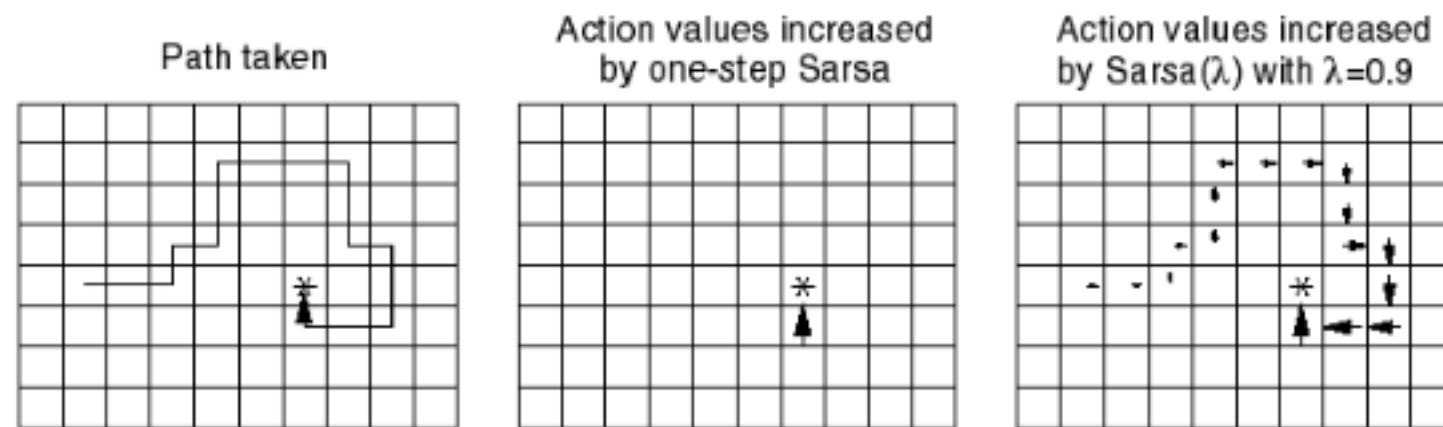 Path taken
Action values increased
by one-step Sarsa
Action values increased
by Sarsa(λ) with λ=0.9
*
*
*